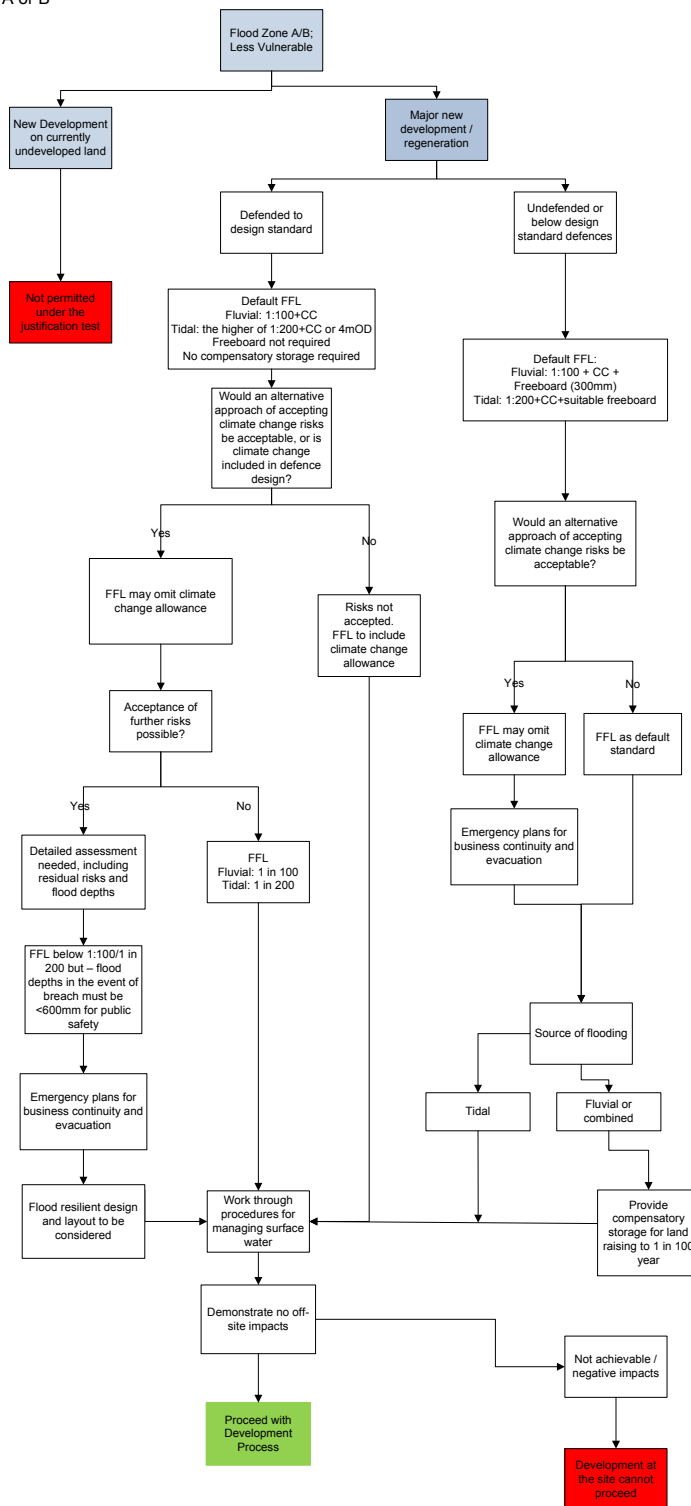 A or B
Flood Zone A/B;
Less Vulnerable
New Development
on currently
undeveloped land
Major new
development /
regeneration
Defended to
design standard
Undefended or
below design
standard defences
Not permitted
under the
justification test
Default FFL
Fluvial: 1:100+CC
Tidal: the higher of 1:200+CC or 4mOD
Freeboard not required
No compensatory storage required
Default FFL:
Fluvial: 1:100 + CC +
Freeboard (300mm)
Tidal: 1:200+CC+suitable freeboard
Would an alternative
approach of accepting
climate change risks
be acceptable, or is
climate change
included in defence
design?
Would an alternative
approach of accepting
climate change risks be
acceptable?
Yes
No
FFL may omit climate
change allowance
Risks not
accepted.
FFL to include
climate change
allowance
Yes
No
Acceptance of
further risks
possible?
FFL may omit
climate change
allowance
FFL as default
standard
Yes
No
Detailed assessment
needed, including
residual risks and
flood depths
FFL
Fluvial: 1 in 100
Tidal: 1 in 200
Emergency plans for
business continuity and
evacuation
FFL below 1:100/1 in
200 but – flood
depths in the event of
breach must be
<600mm for public
safety
Source of flooding
Emergency plans for
business continuity and
evacuation
Tidal
Fluvial or
combined
Flood resilient design
and layout to be
considered
Work through
procedures for
managing surface
water
Provide
compensatory
storage for land
raising to 1 in 100
year
Demonstrate no off-
site impacts
Not achievable /
negative impacts
Proceed with
Development
Process
Development at
the site cannot
proceed